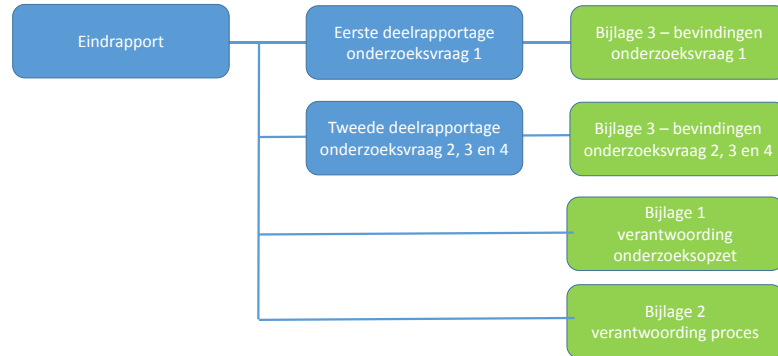 Eindrapport
Eerste deelrapportage
onderzoeksvraag 1
Bijlage 3 – bevindingen
onderzoeksvraag 1
Tweede deelrapportage
onderzoeksvraag 2, 3 en 4
Bijlage 3 – bevindingen
onderzoeksvraag 2, 3 en 4
Bijlage 1
verantwoording
onderzoeksopzet
Bijlage 2
verantwoording proces